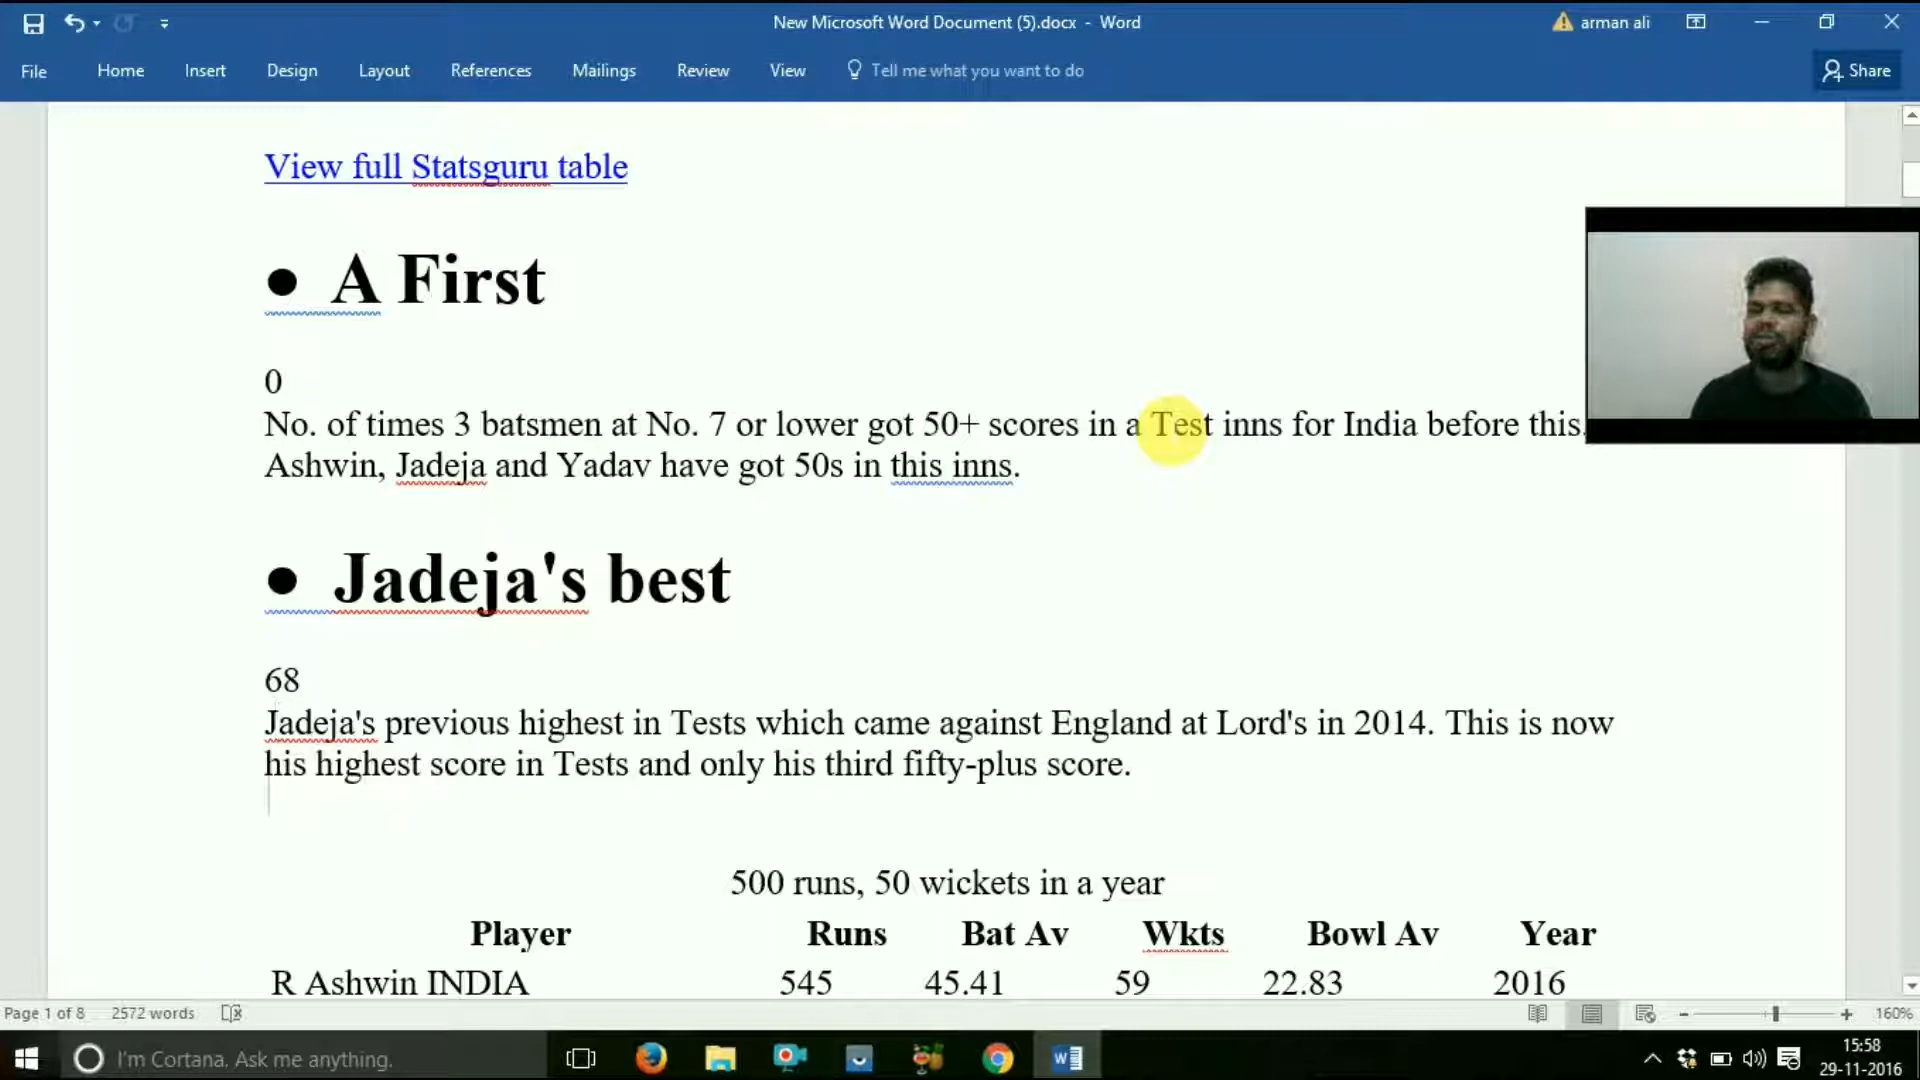 New Microsoft Word Document (5).docx - Word
arman ali
File Home Insert Design Layout References Mailings Review View Tell me what you want to do Share
View full Statsguru table
• A First
0
No. of times 3 batsmen at No. 7 or lower got 50+ scores in a Test inns for India before this.
Ashwin, Jadeja and Yadav have got 50s in this inns.
• Jadeja's best
68
Jadeja's previous highest in Tests which came against England at Lord's in 2014. This is now
his highest score in Tests and only his third fifty-plus score.
500 runs, 50 wickets in a year
Player Runs Bat Av Wkts Bowl Av Year
R Ashwin INDIA 545 45.41 59 22.83 2016
Page 1 of 8 2572 words 160%
I'm Cortana. Ask me anything.
15:58
29-11-2016